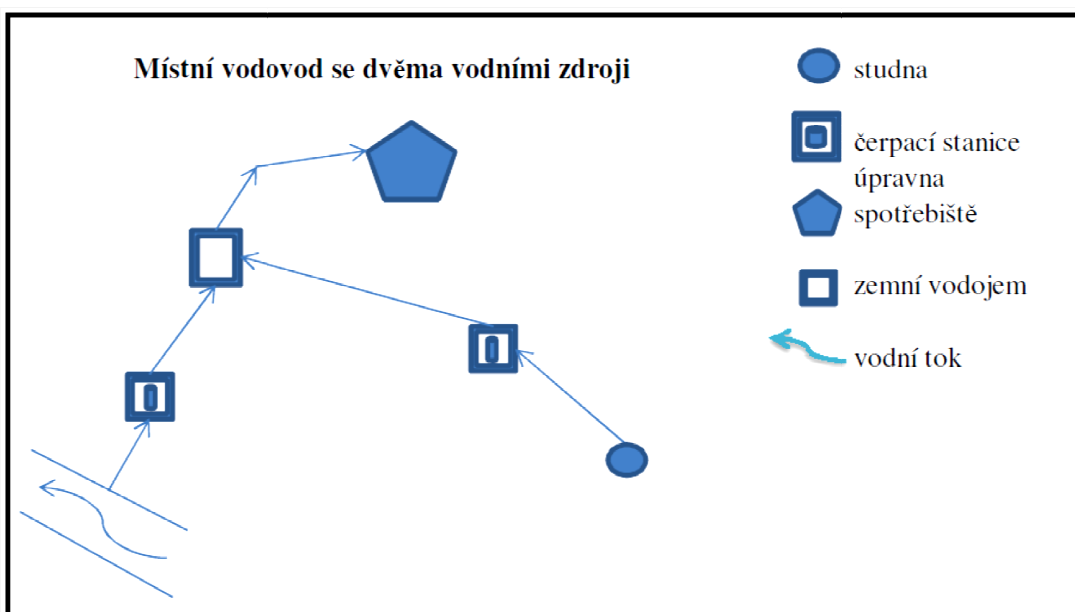 Místní vodovod se dvěma vodními zdroji
studna
čerpací stanice
úpravna
spotřebiště
zemní vodojem
vodní tok